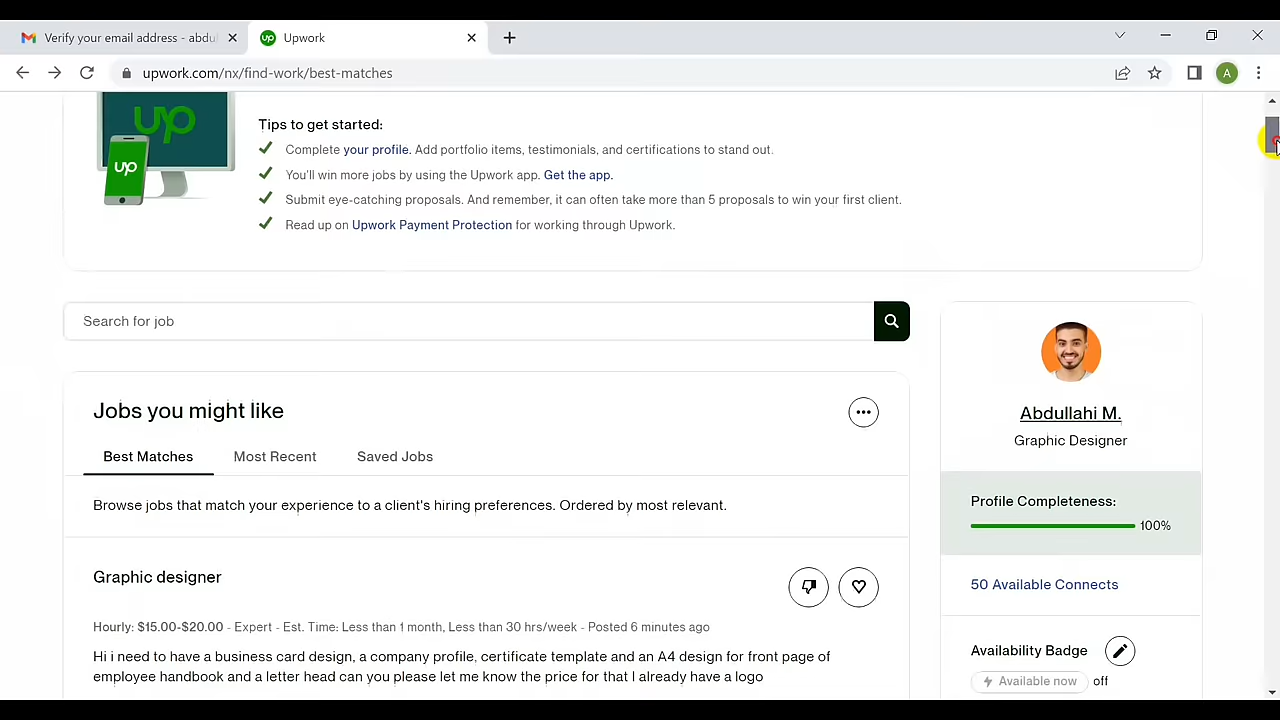 Verify your email address - abdu
Upwork
upwork.com/nx/find-work/best-matches
A
up
up
Tips to get started:
Complete your profile. Add portfolio items, testimonials, and certifications to stand out.
You'll win more jobs by using the Upwork app. Get the app.
Submit eye-catching proposals. And remember, it can often take more than 5 proposals to win your first client.
Read up on Upwork Payment Protection for working through Upwork.
Search for job
Jobs you might like
Best Matches Most Recent Saved Jobs
Browse jobs that match your experience to a client's hiring preferences. Ordered by most relevant.
Graphic designer
Hourly: $15.00-$20.00 - Expert - Est. Time: Less than 1 month, Less than 30 hrs/week - Posted 6 minutes ago
Hi i need to have a business card design, a company profile, certificate template and an A4 design for front page of
employee handbook and a letter head can you please let me know the price for that I already have a logo
Abdullahi M.
Graphic Designer
Profile Completeness:
100%
50 Available Connects
Availability Badge
Available now off